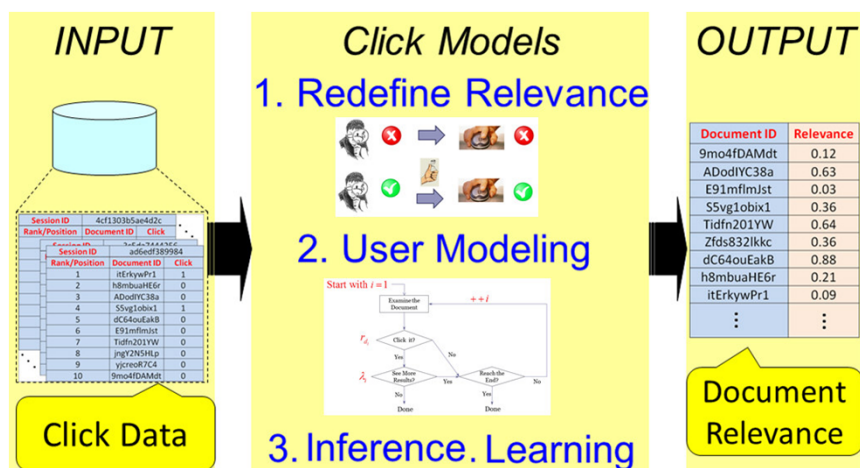 INPUT
Click Models
OUTPUT
1. Redefine Relevance
2. User Modeling
3. Inference. Learning
Session ID 4cf1303b5ae4d2c
Rank/Position Document ID Click
Session ID ad6edf389984
Rank/Position Document ID Click
1 itErkywPr1 1
2 h8mbuaHE6r 0
3 ADodIYC38a 0
4 S5vg1obix1 1
5 dC64ouEakB 0
6 E91mflmJst 0
7 Tidfn201YW 0
8 jngY2N5HLp 0
9 yjcreoR7C4 0
10 9mo4fDAMdt 0
Click Data
Start with i = 1
Examine the
Document
++i
Click it?
Yes
No
See More
Results?
Yes
Reach the
End?
No
No
Yes
Done
Done
Document ID Relevance
9mo4fDAMdt 0.12
ADodIYC38a 0.63
E91mflmJst 0.03
S5vg1obix1 0.36
Tidfn201YW 0.64
Zfds832lkkc 0.36
dC64ouEakB 0.88
h8mbuaHE6r 0.21
itErkywPr1 0.09
Document
Relevance